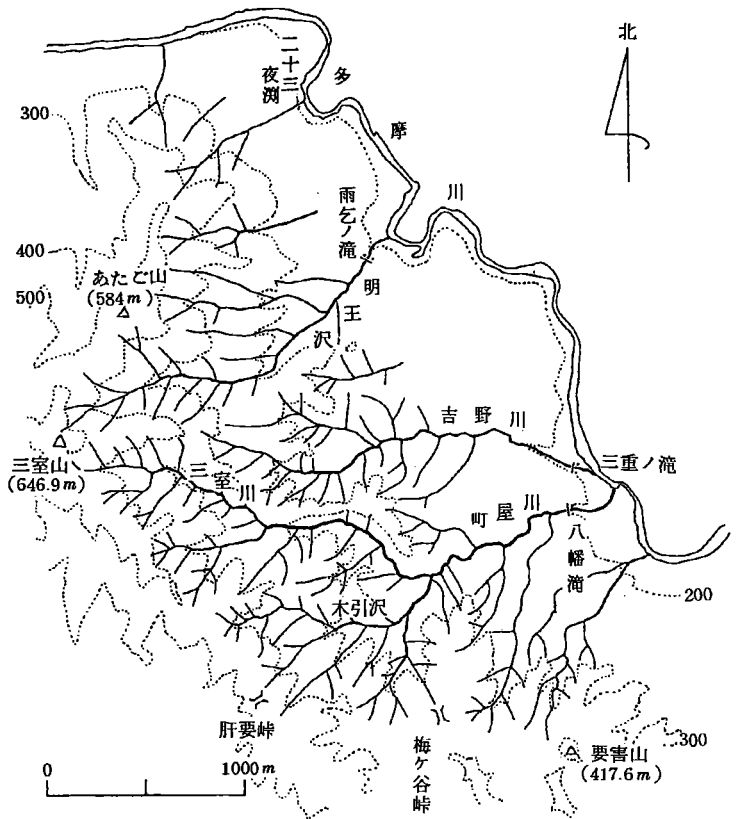 北
二十三
夜渕
多摩川
300
雨乞ノ滝
400
あたご山
(584m)
500
明王沢
吉野川
三室山
(646.9m)
三室川
三重ノ滝
町屋川
八幡滝
200
木引沢
肝要峠
梅ケ谷峠
300
要害山
(417.6m)
0 1000m